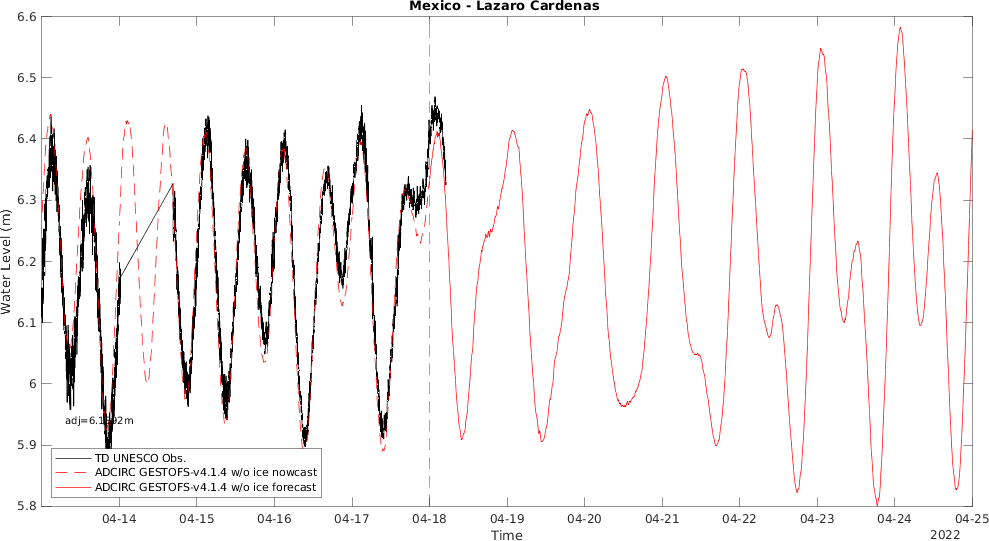 Mexico - Lazaro Cardenas
6.6
6.5
6.4
6.3
6.2
6.1
6
5.9
5.8
Water Level (m)
TD UNESCO Obs.
ADCIRC GESTOFS-v4.1.4 w/o ice nowcast
ADCIRC GESTOFS-v4.1.4 w/o ice forecast
04-14 04-15 04-16 04-17 04-18 04-19 04-20 04-21 04-22 04-23 04-24 04-25
Time
2022